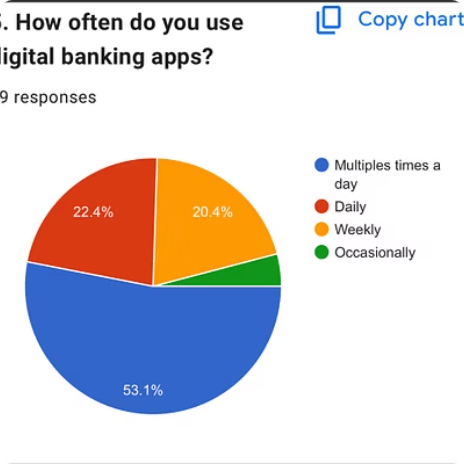 . How often do you use
igital banking apps?
Copy chart
9 responses
Multiples times a
day
Daily
Weekly
Occasionally
22.4%
20.4%
53.1%